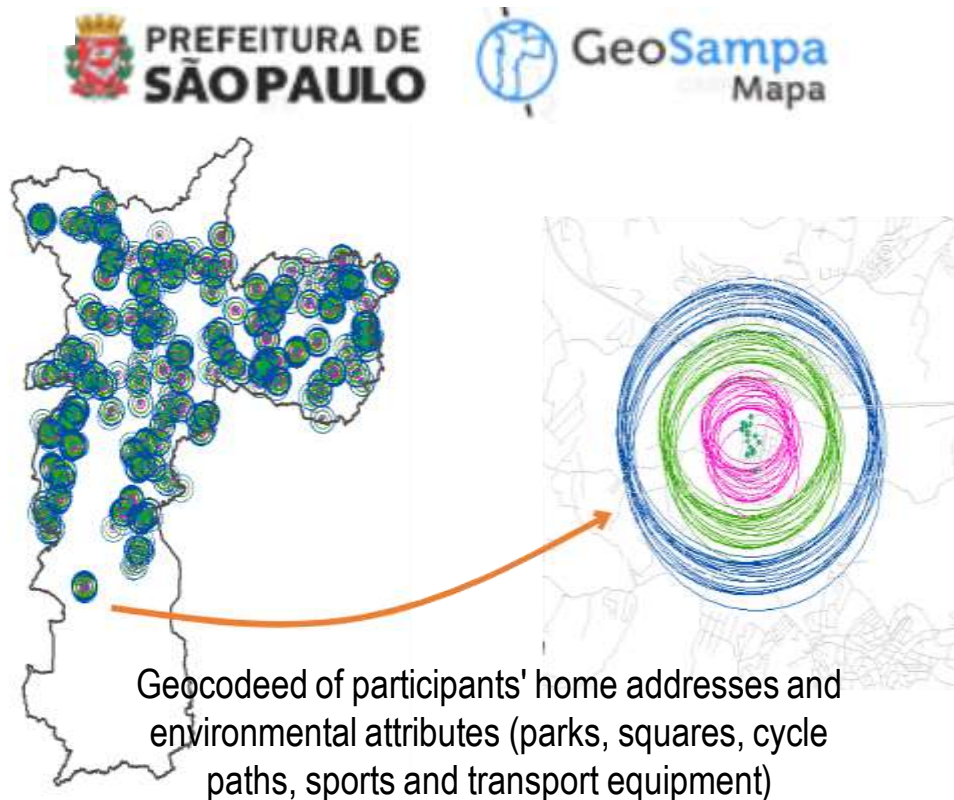 PREFEITURA DE
SÃO PAULO
GeoSampa
Mapa
Geocodeed of participants' home addresses and
environmental attributes (parks, squares, cycle
paths, sports and transport equipment)